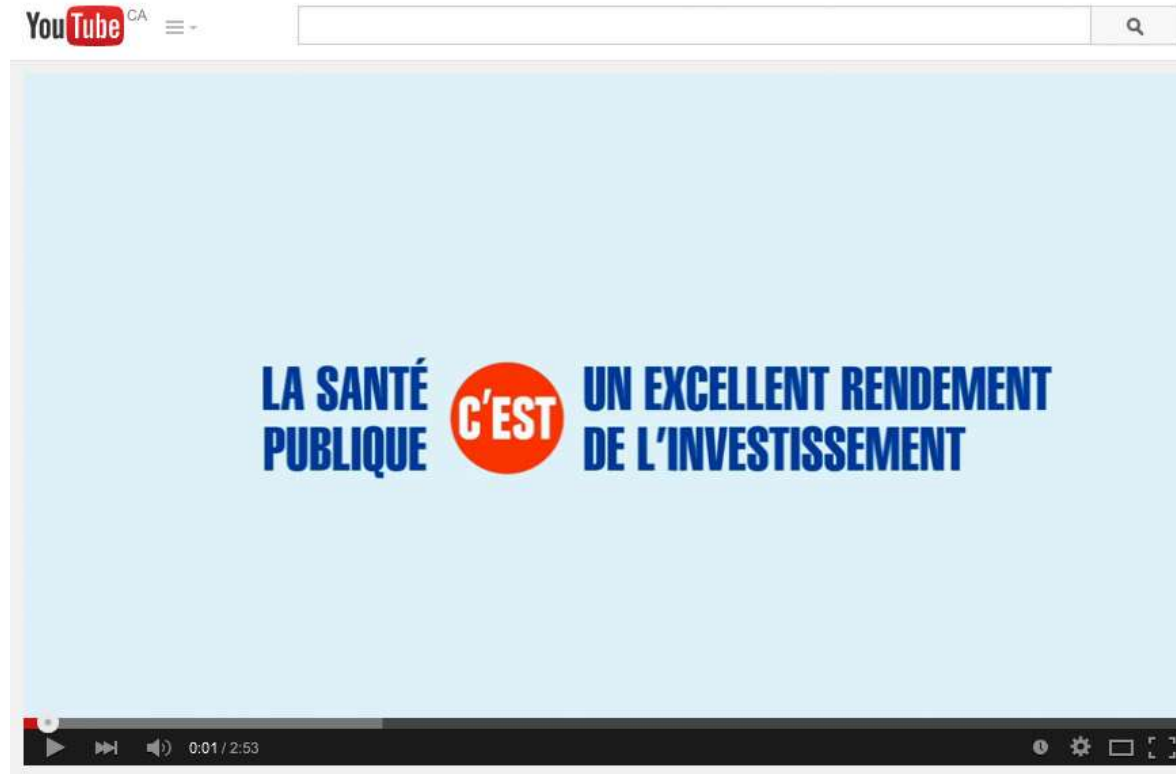 YouTube CA
LA SANTÉ
PUBLIQUE
C'EST
UN EXCELLENT RENDEMENT
DE L'INVESTISSEMENT
0:01 / 2:53